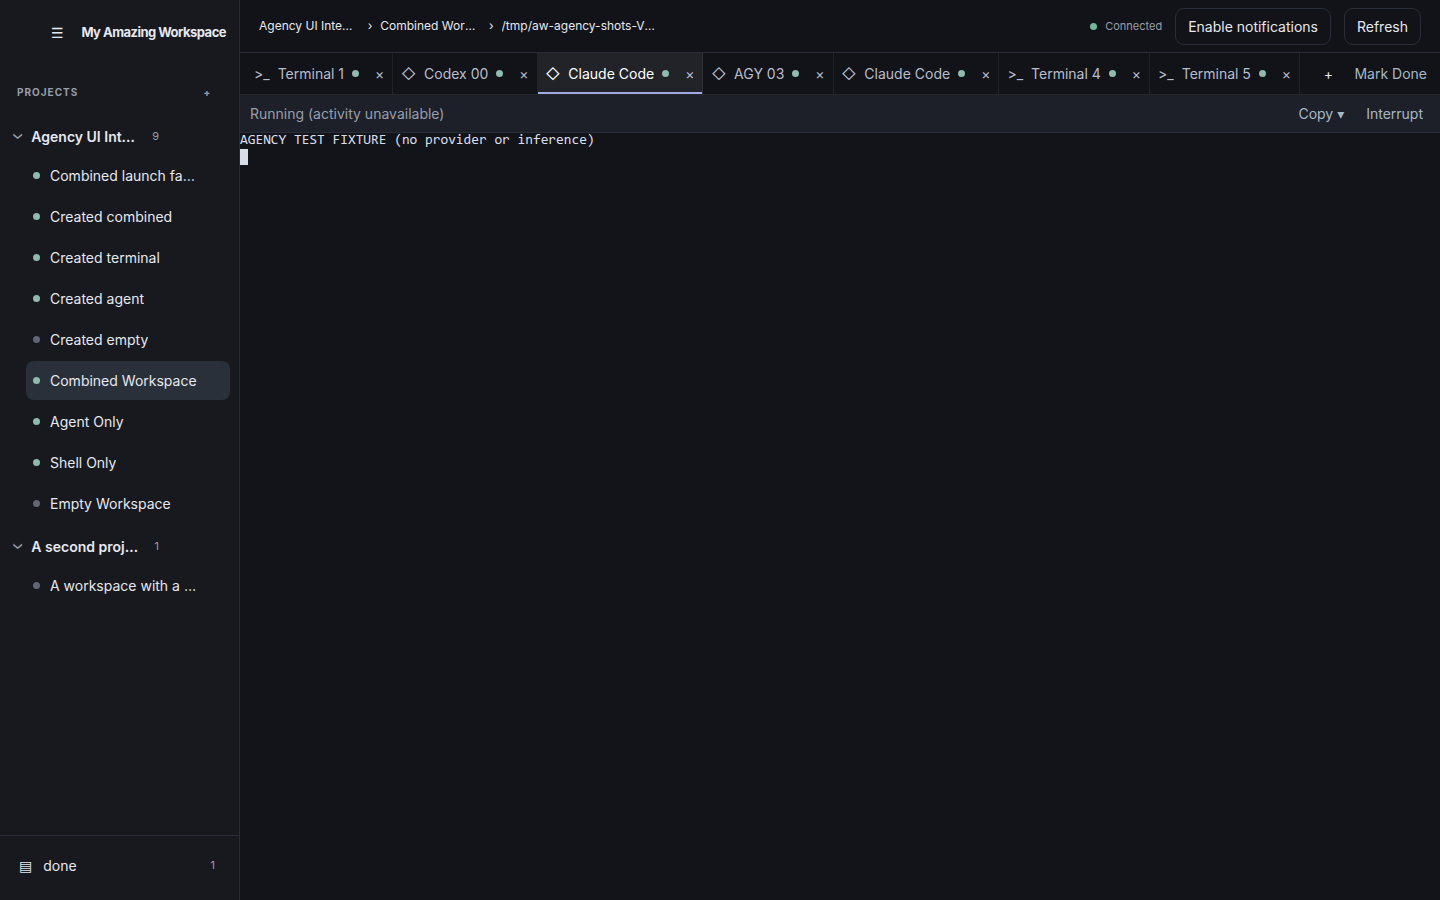 My Amazing Workspace
PROJECTS +
Agency UI Int... 9
Combined launch fa...
Created combined
Created terminal
Created agent
Created empty
Combined Workspace
Agent Only
Shell Only
Empty Workspace
A second proj... 1
A workspace with a ...
done 1
Agency UI Inte... › Combined Wor... › /tmp/aw-agency-shots-V...
Connected Enable notifications Refresh
>_ Terminal 1 × Codex 00 × Claude Code × AGY 03 × Claude Code × >_ Terminal 4 × >_ Terminal 5 × + Mark Done
Running (activity unavailable) Copy ▾ Interrupt
AGENCY TEST FIXTURE (no provider or inference)